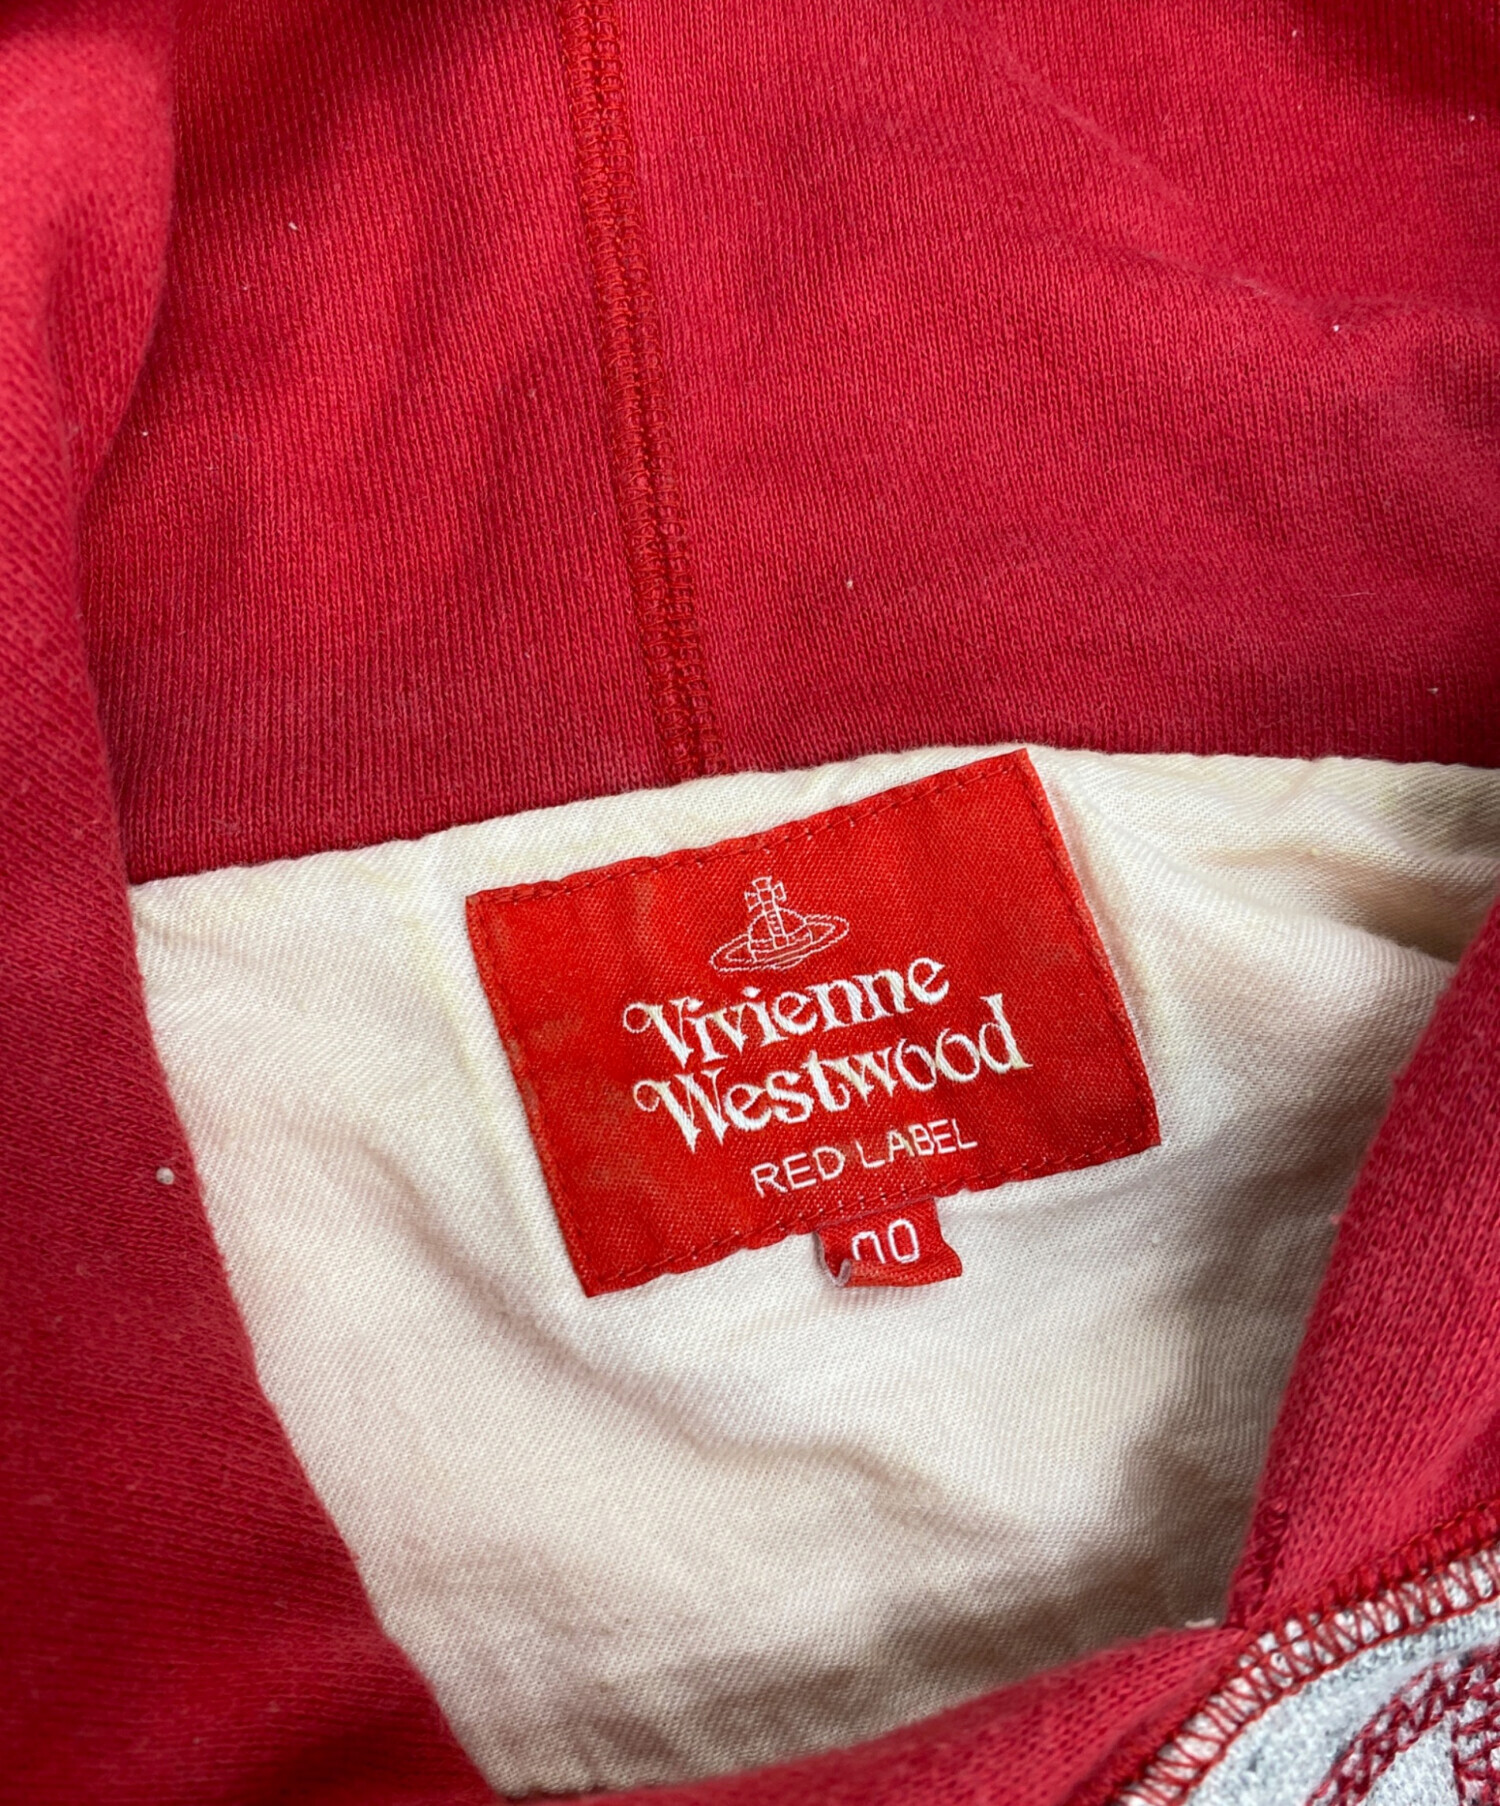 Vivienne
Westwood
RED LABEL
00